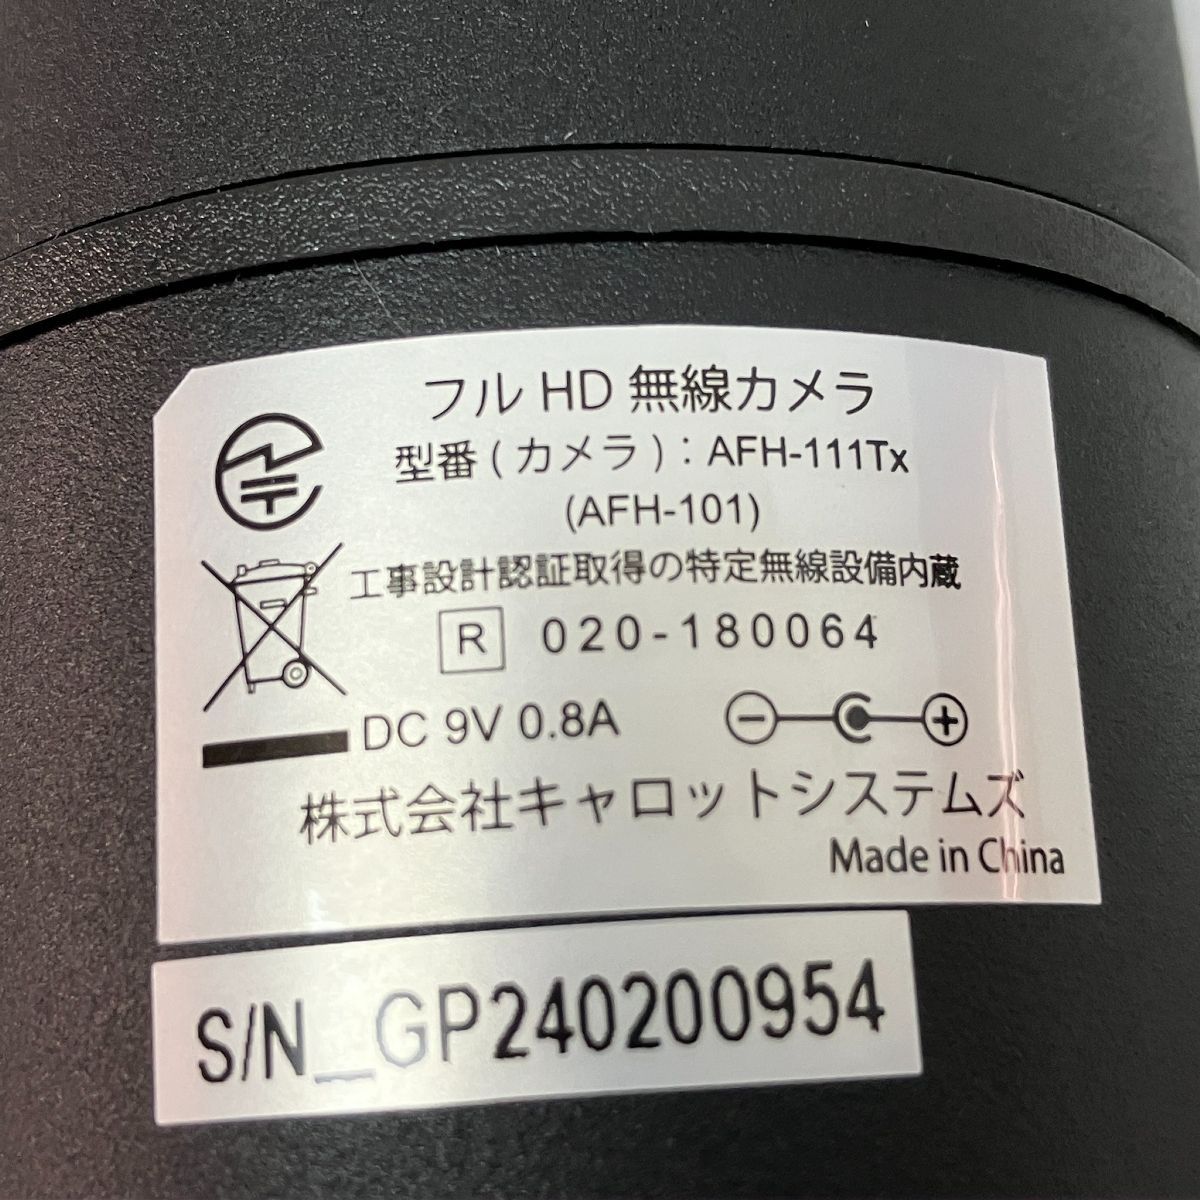 フル HD 無線カメラ
型番 ( カメラ ) : AFH-111Tx
(AFH-101)
工事設計認証取得の特定無線設備内蔵
R 020-180064
DC 9V 0.8A
株式会社キャロットシステムズ
Made in China
S/N_GP240200954